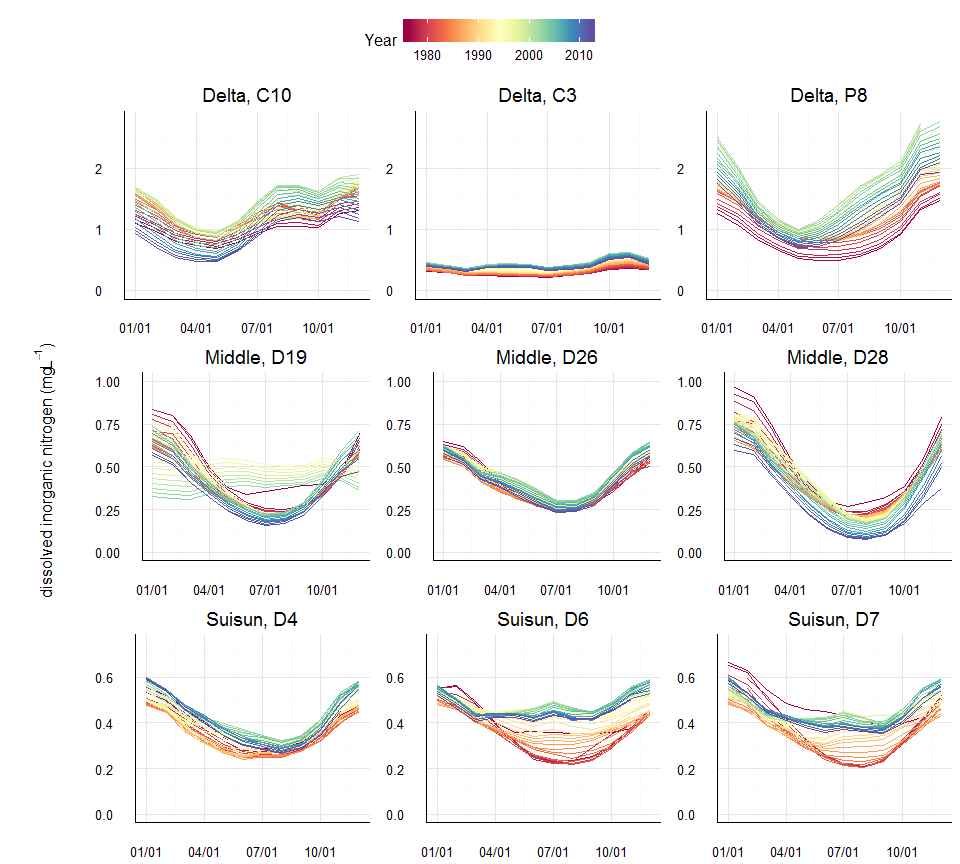 Year
1980 1990 2000 2010
Delta, C10 Delta, C3 Delta, P8
2 2 2
1 1 1
0 0 0
01/01 04/01 07/01 10/01 01/01 04/01 07/01 10/01 01/01 04/01 07/01 10/01
dissolved inorganic nitrogen (mgL⁻¹)
Middle, D19 Middle, D26 Middle, D28
1.00 1.00 1.00
0.75 0.75 0.75
0.50 0.50 0.50
0.25 0.25 0.25
0.00 0.00 0.00
01/01 04/01 07/01 10/01 01/01 04/01 07/01 10/01 01/01 04/01 07/01 10/01
Suisun, D4 Suisun, D6 Suisun, D7
0.6 0.6 0.6
0.4 0.4 0.4
0.2 0.2 0.2
0.0 0.0 0.0
01/01 04/01 07/01 10/01 01/01 04/01 07/01 10/01 01/01 04/01 07/01 10/01